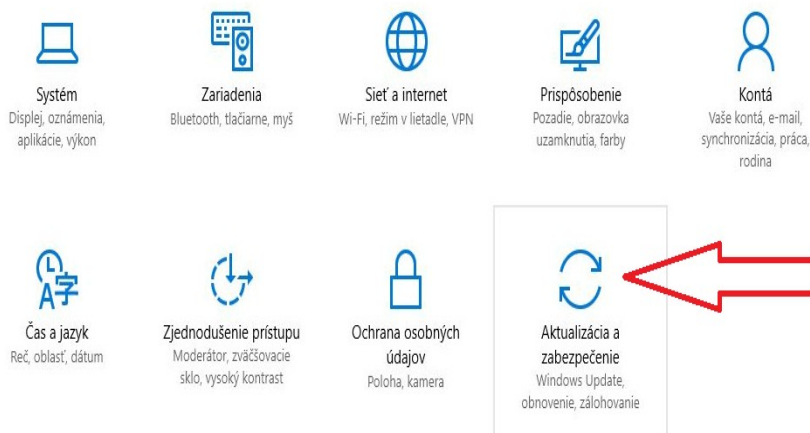 Systém
Displej, oznámenia,
aplikácie, výkon
Zariadenia
Bluetooth, tlačiarne, myš
Sieť a internet
Wi-Fi, režim v lietadle, VPN
Prispôsobenie
Pozadie, obrazovka
uzamknutia, farby
Kontá
Vaše kontá, e-mail,
synchronizácia, práca,
rodina
Čas a jazyk
Reč, oblasť, dátum
Zjednodušenie prístupu
Moderátor, zväčšovacie
sklo, vysoký kontrast
Ochrana osobných
údajov
Poloha, kamera
Aktualizácia a
zabezpečenie
Windows Update,
obnovenie, zálohovanie